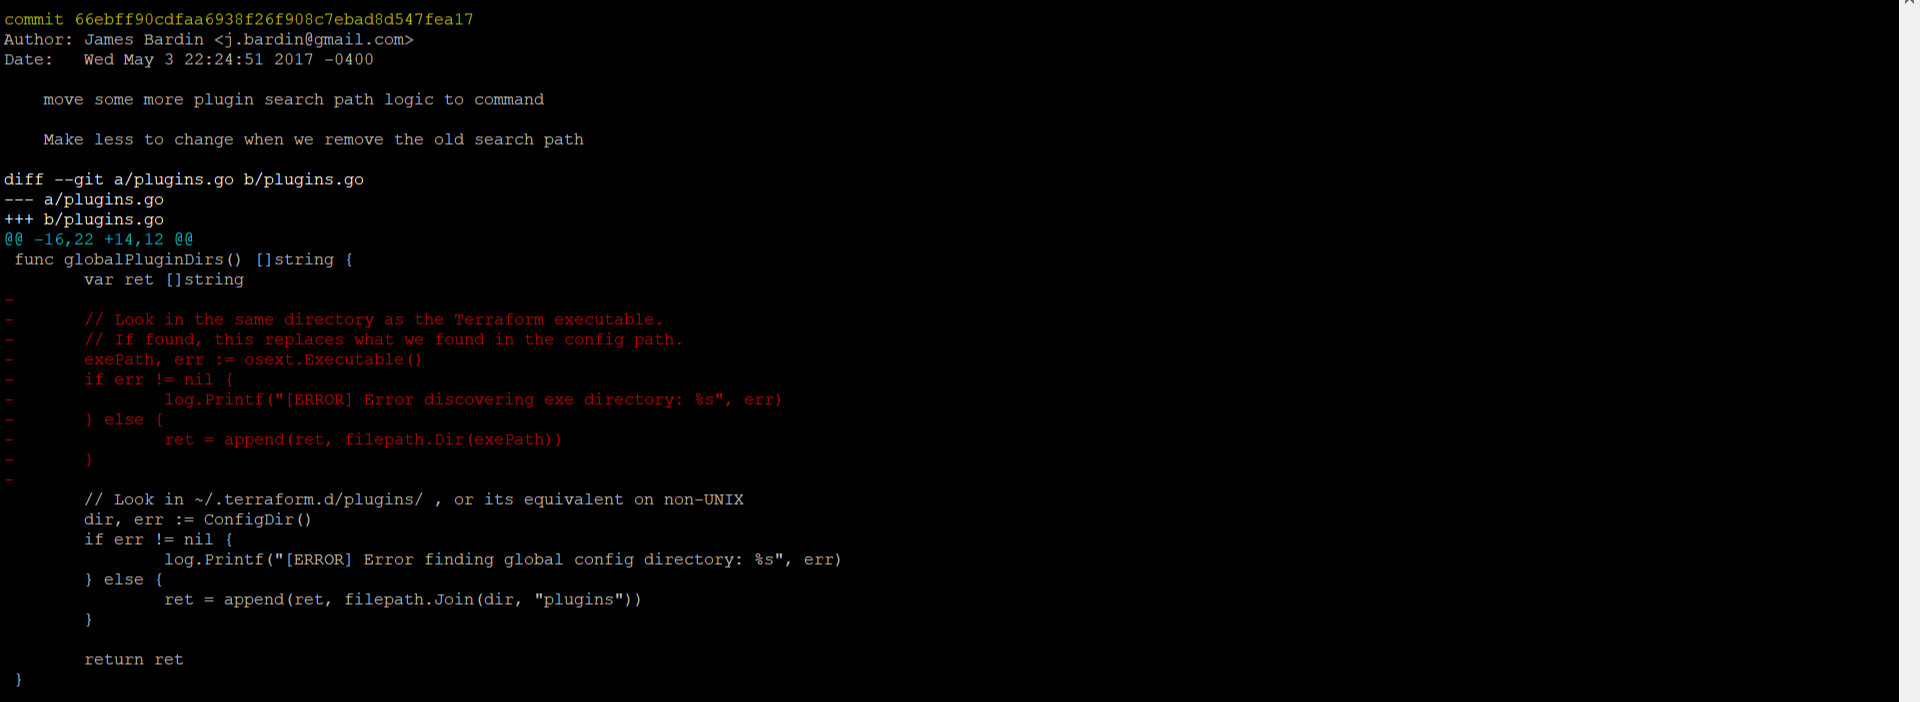 commit 66ebff90cdfaa6938f26f908c7ebad8d547fea17
Author: James Bardin <j.bardin@gmail.com>
Date:   Wed May 3 22:24:51 2017 -0400

    move some more plugin search path logic to command

    Make less to change when we remove the old search path

diff --git a/plugins.go b/plugins.go
--- a/plugins.go
+++ b/plugins.go
@@ -16,22 +14,12 @@
 func globalPluginDirs() []string {
        var ret []string
-
-       // Look in the same directory as the Terraform executable.
-       // If found, this replaces what we found in the config path.
-       exePath, err := osext.Executable()
-       if err != nil {
-               log.Printf("[ERROR] Error discovering exe directory: %s", err)
-       } else {
-               ret = append(ret, filepath.Dir(exePath))
-       }
-
        // Look in ~/.terraform.d/plugins/ , or its equivalent on non-UNIX
        dir, err := ConfigDir()
        if err != nil {
                log.Printf("[ERROR] Error finding global config directory: %s", err)
        } else {
                ret = append(ret, filepath.Join(dir, "plugins"))
        }

        return ret
 }